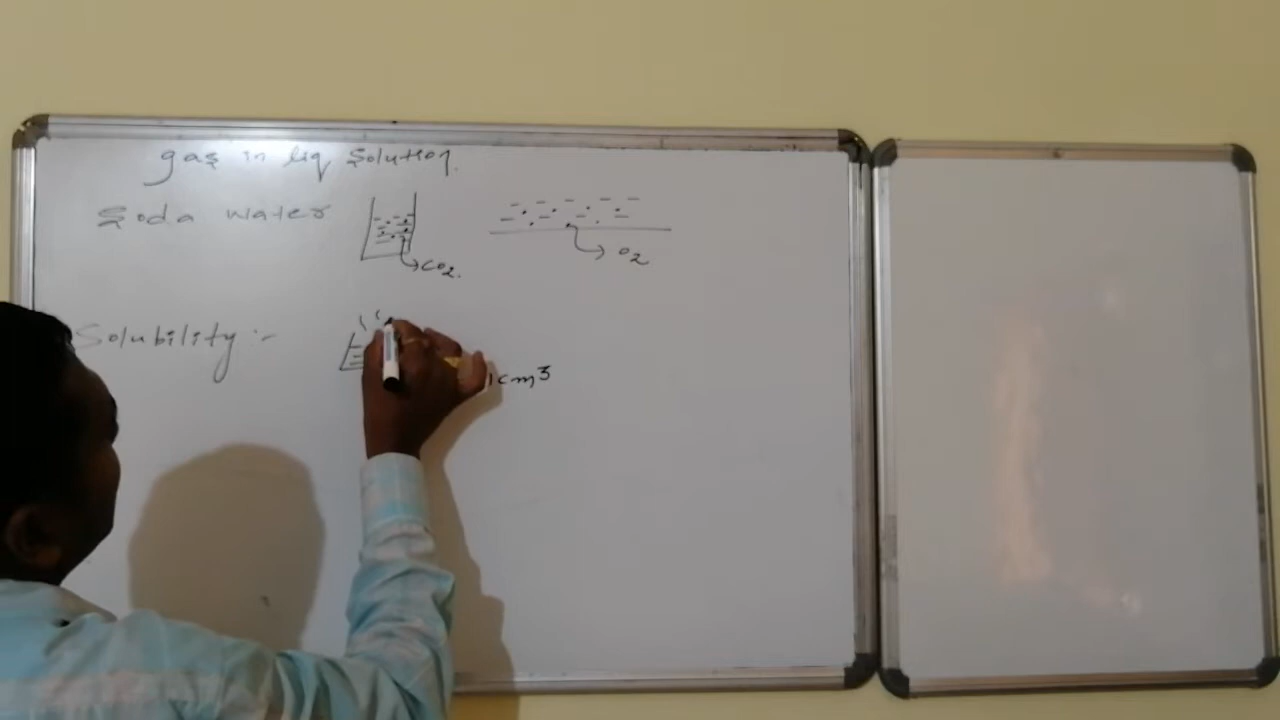 gas in liq solution.
Soda water
CO2.
O2
Solubility :-
1cm3